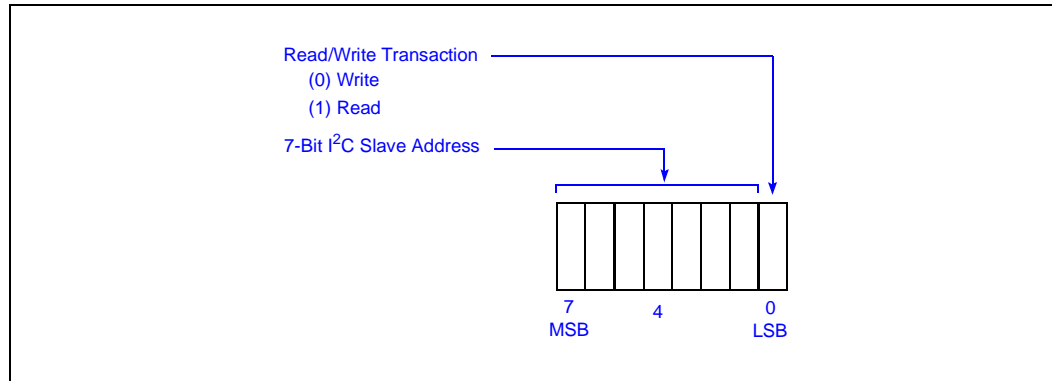 Read/Write Transaction
(0) Write
(1) Read
7-Bit I²C Slave Address
7 4 0
MSB LSB